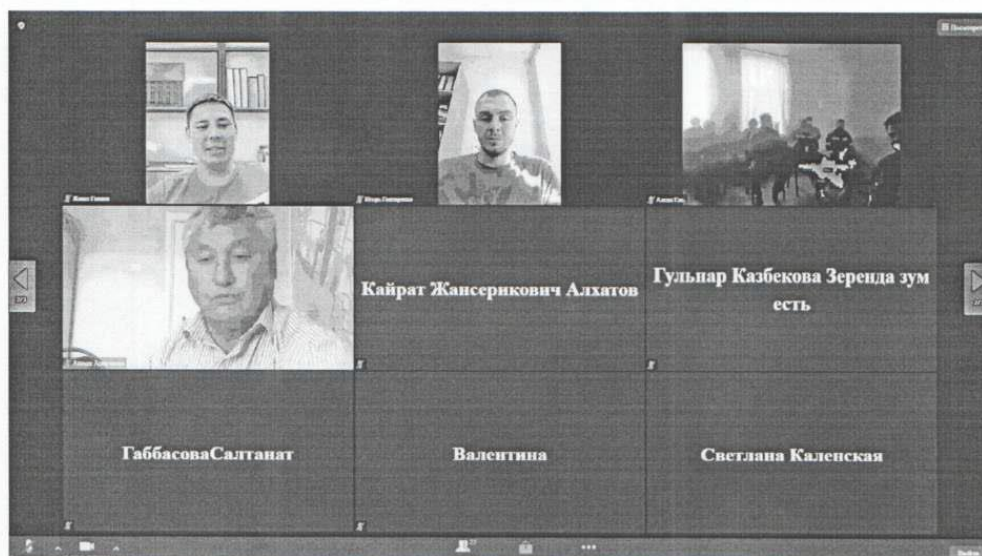 Кайрат Жансерикович Алхатов
Гульнар Казбекова Зеренда зум
есть
ГаббасоваСалтанат
Валентина
Светлана Каленская